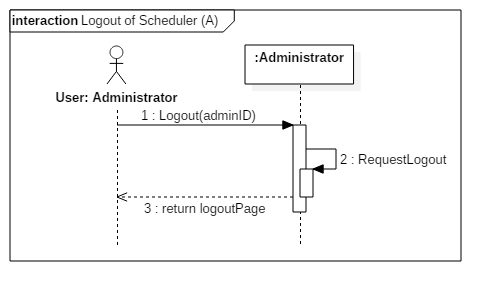 interaction Logout of Scheduler (A)
:Administrator
User: Administrator
1 : Logout(adminID)
2 : RequestLogout
3 : return logoutPage